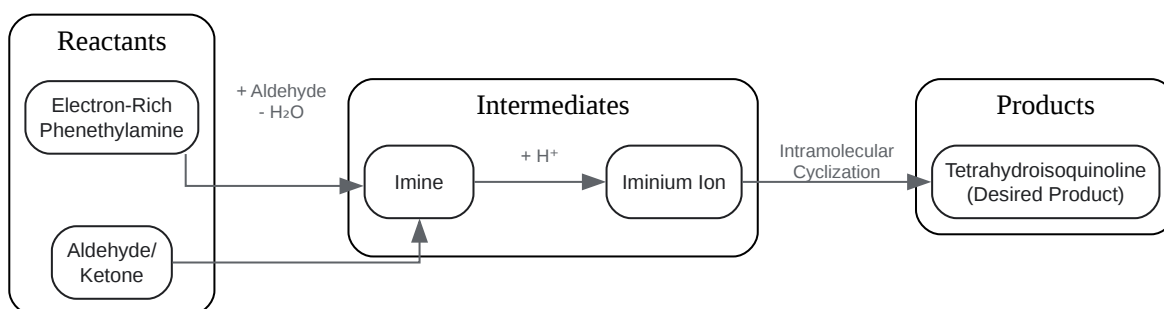 Reactants
Electron-Rich
Phenethylamine
Aldehyde/
Ketone
+ Aldehyde
- H₂O
Intermediates
Imine
+ H⁺
Iminium Ion
Intramolecular
Cyclization
Products
Tetrahydroisoquinoline
(Desired Product)